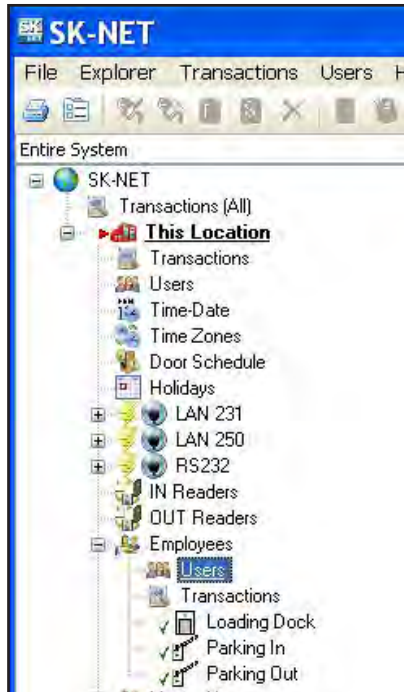 SK-NET
File Explorer Transactions Users
Entire System
SK-NET
Transactions (All)
This Location
Transactions
Users
Time-Date
Time Zones
Door Schedule
Holidays
LAN 231
LAN 250
RS232
IN Readers
OUT Readers
Employees
Users
Transactions
Loading Dock
Parking In
Parking Out